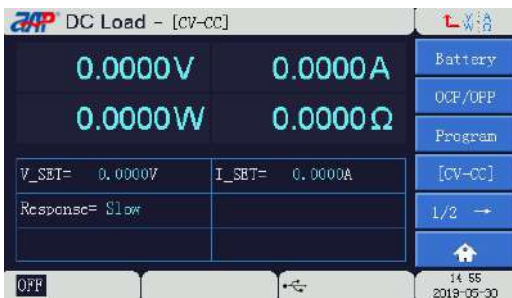 ZAP DC Load - [CV-CC]
0.0000V 0.0000A
0.0000W 0.0000Ω
V_SET= 0.0000V I_SET= 0.0000A
Response= Slow
OFF
V A
W Ω
Battery
OCP/OPP
Program
[CV-CC]
1/2 →
14 55
2019-05-30